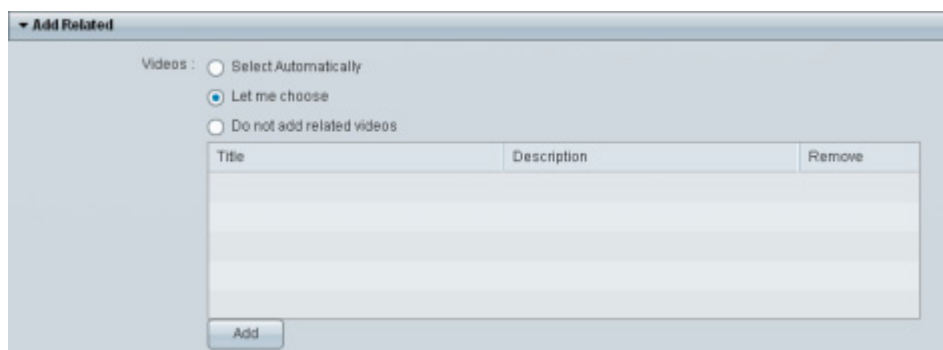 Add Related
Videos : Select Automatically
Let me choose
Do not add related videos
Title Description Remove
Add